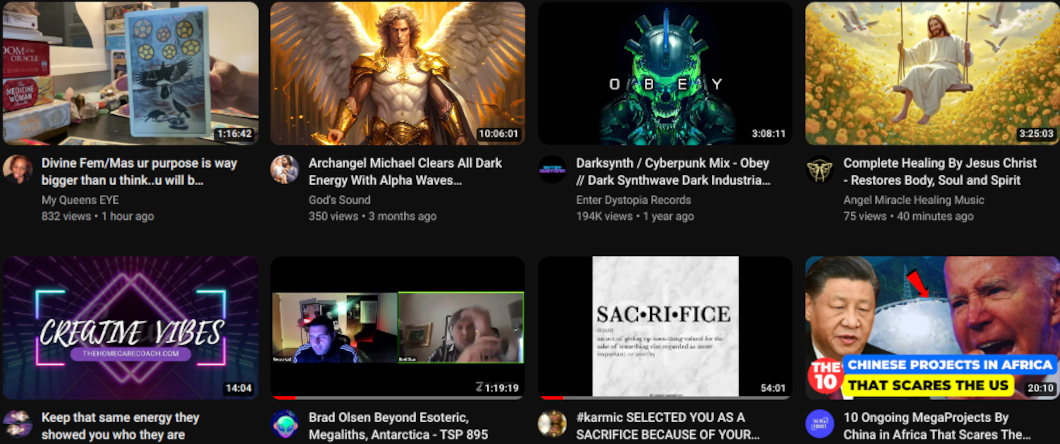 DOM of the
ORACLE
MEDICINE
WOMAN
1:16:42
10:06:01
OBEY
3:08:11
3:25:03
Divine Fem/Mas ur purpose is way
bigger than u think..u will b...
My Queens EYE
832 views • 1 hour ago
Archangel Michael Clears All Dark
Energy With Alpha Waves...
God's Sound
350 views • 3 months ago
Darksynth / Cyberpunk Mix - Obey
// Dark Synthwave Dark Industria...
Enter Dystopia Records
194K views • 1 year ago
Complete Healing By Jesus Christ
- Restores Body, Soul and Spirit
Angel Miracle Healing Music
75 views • 40 minutes ago
CREATIVE VIBES
THEHOMECARECOACH.COM
14:04
1:19:19
SAC•RI•FICE
noun
an act of giving up something valued for the
sake of something else regarded as more
important or worthy
54:01
THE
10
CHINESE PROJECTS IN AFRICA
THAT SCARES THE US
20:10
Keep that same energy they
showed you who they are
Brad Olsen Beyond Esoteric,
Megaliths, Antarctica - TSP 895
#karmic SELECTED YOU AS A
SACRIFICE BECAUSE OF YOUR...
10 Ongoing MegaProjects By
China in Africa That Scares The...